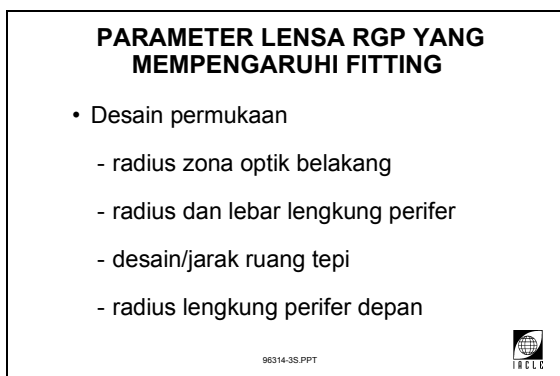 PARAMETER LENSA RGP YANG
MEMPENGARUHI FITTING
• Desain permukaan
- radius zona optik belakang
- radius dan lebar lengkung perifer
- desain/jarak ruang tepi
- radius lengkung perifer depan
96314-3S.PPT
IACLE